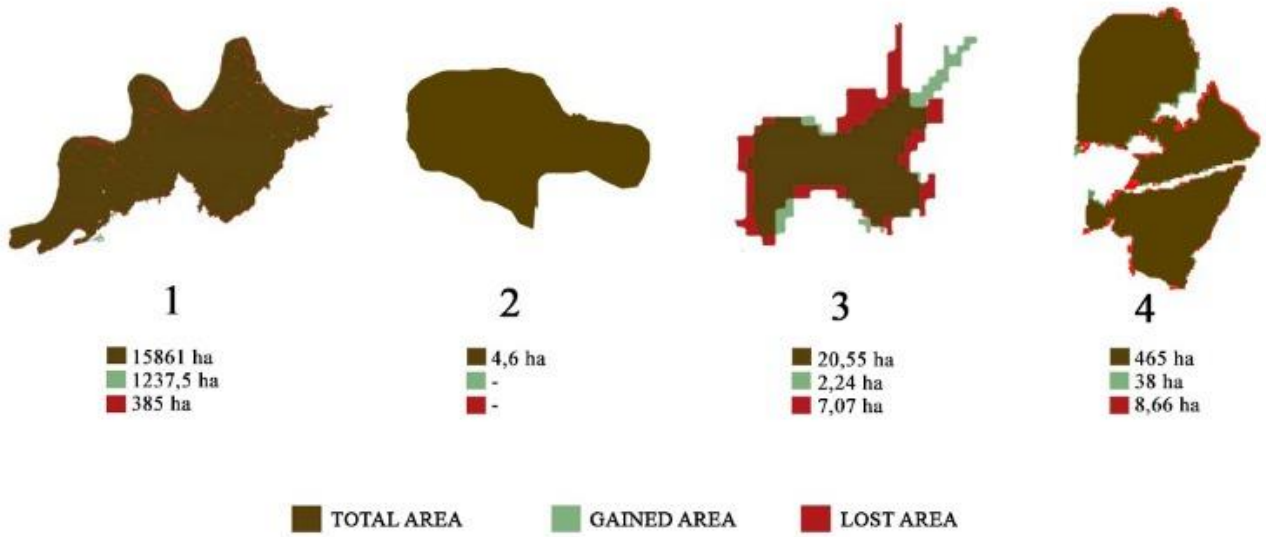 1
15861 ha
1237,5 ha
385 ha
2
4,6 ha
-
-
3
20,55 ha
2,24 ha
7,07 ha
4
465 ha
38 ha
8,66 ha
TOTAL AREA
GAINED AREA
LOST AREA